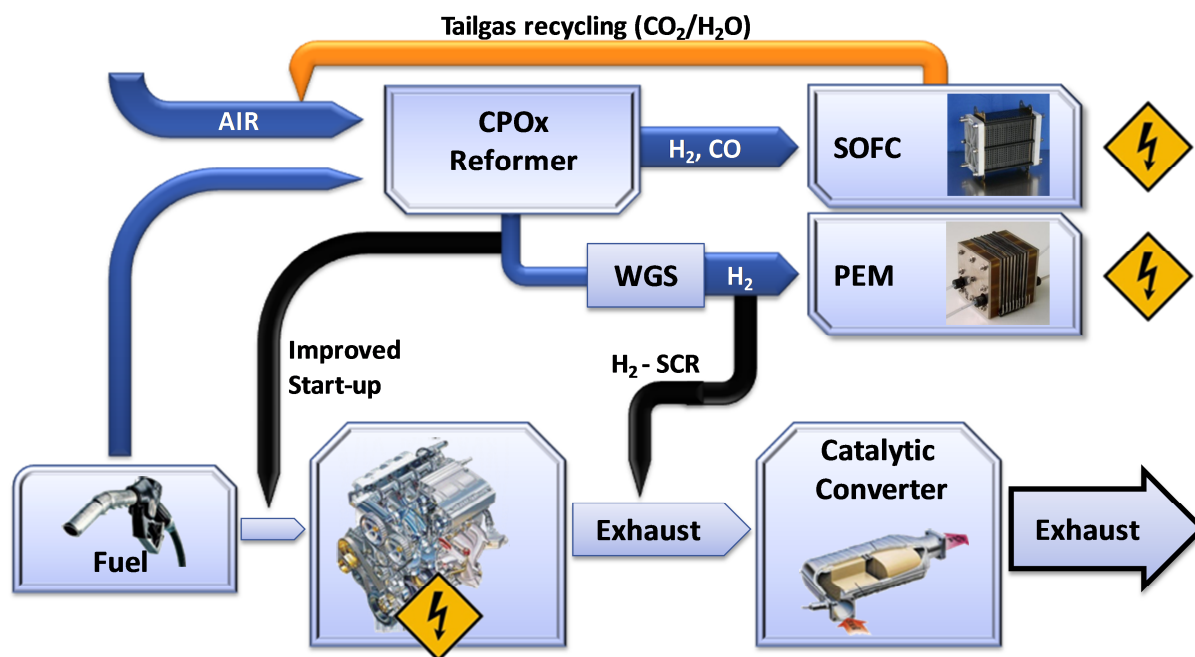 Tailgas recycling (CO₂/H₂O)
AIR
CPOx
Reformer
H₂, CO
SOFC
WGS
H₂
PEM
Improved
Start-up
H₂ - SCR
Fuel
Exhaust
Catalytic
Converter
Exhaust